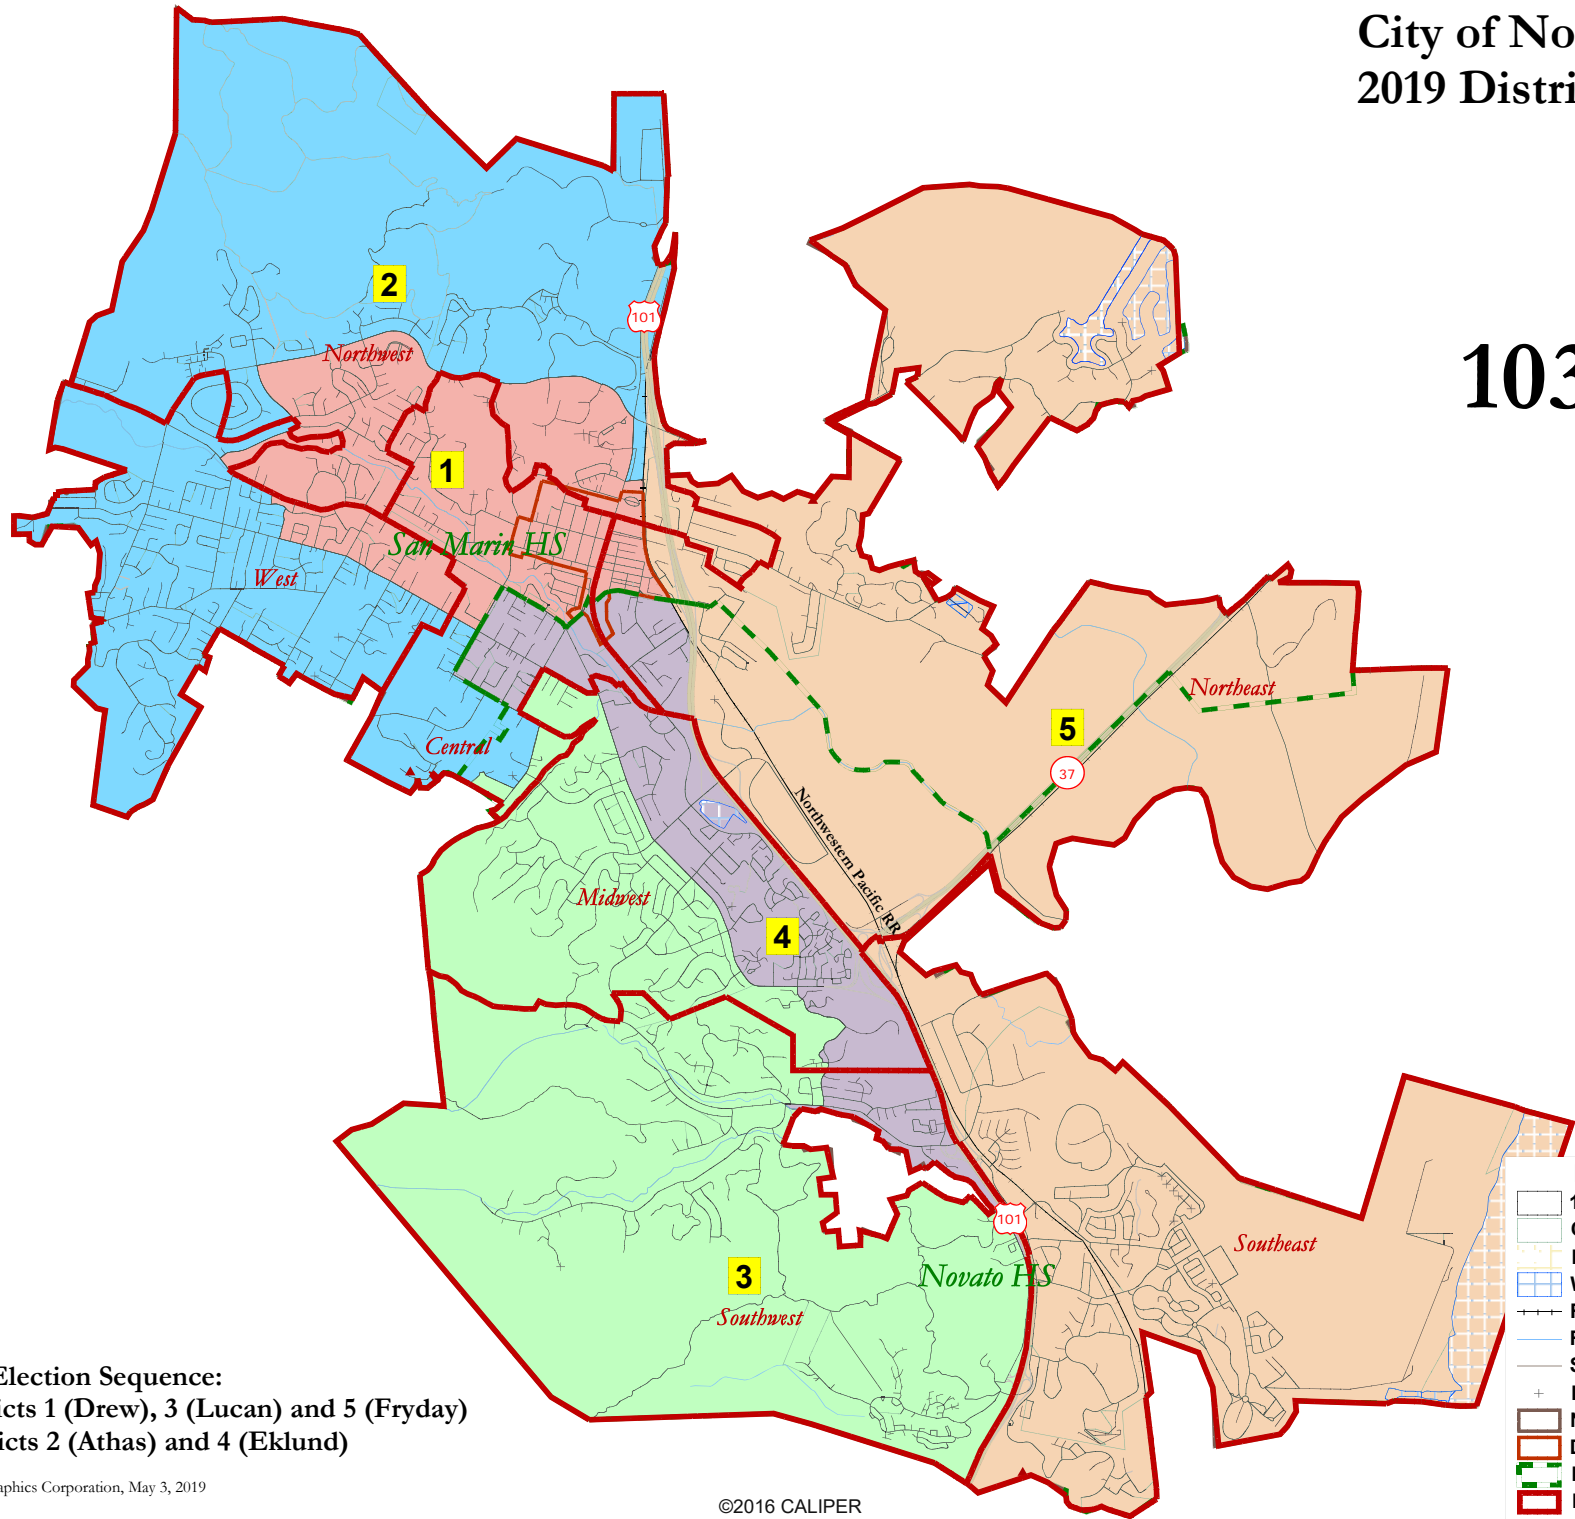 City of No
2019 Distri
103
2
101
Northwest
1
San Marin HS
West
Northeast
5
37
Central
Northwestern Pacific RR
Midwest
4
101
Southeast
Novato HS
3
Southwest
Election Sequence:
icts 1 (Drew), 3 (Lucan) and 5 (Fryday)
icts 2 (Athas) and 4 (Eklund)
aphics Corporation, May 3, 2019
©2016 CALIPER